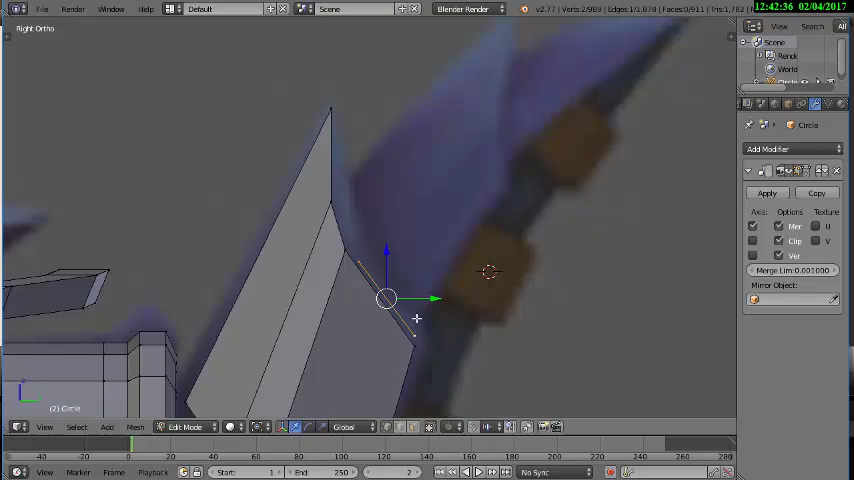 File Edit Render Window Help Default Scene Blender Render v2.77 | Verts:2/989 | Edges:1/1,878 | Faces:0/911 | Tris:1,782 | 12:42:36 02/04/2017
Right Ortho
View Search All
Scene
World
Circle
Add Modifier
Apply Copy
Axis: Options Texture
Mer U
Clip V
Ver
Merge Lim:0.001000
Mirror Object:
(2) Circle
View Select Add Mesh Edit Mode Global
0 20 40 60 80 100 120 140 160 180 200 220 240 260 280
View Marker Frame Playback Start: 1 End: 250 2 No Sync